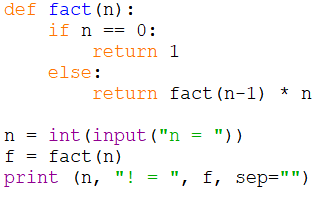 def fact(n):
    if n == 0:
        return 1
    else:
        return fact(n-1) * n

n = int(input("n = "))
f = fact(n)
print (n, "! = ", f, sep="")